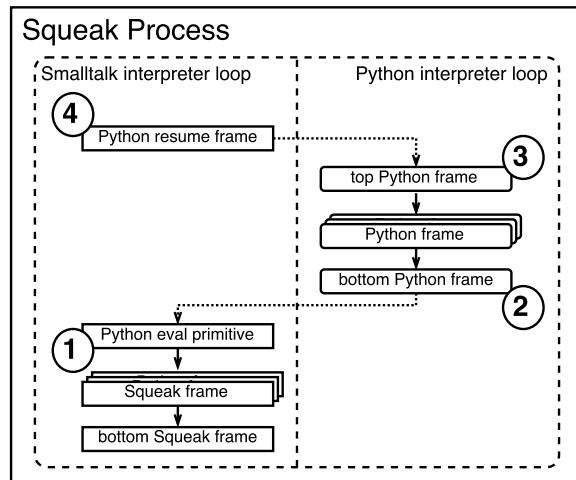 Squeak Process
Smalltalk interpreter loop
Python interpreter loop
4
Python resume frame
3
top Python frame
Python frame
bottom Python frame
2
Python eval primitive
1
Squeak frame
bottom Squeak frame